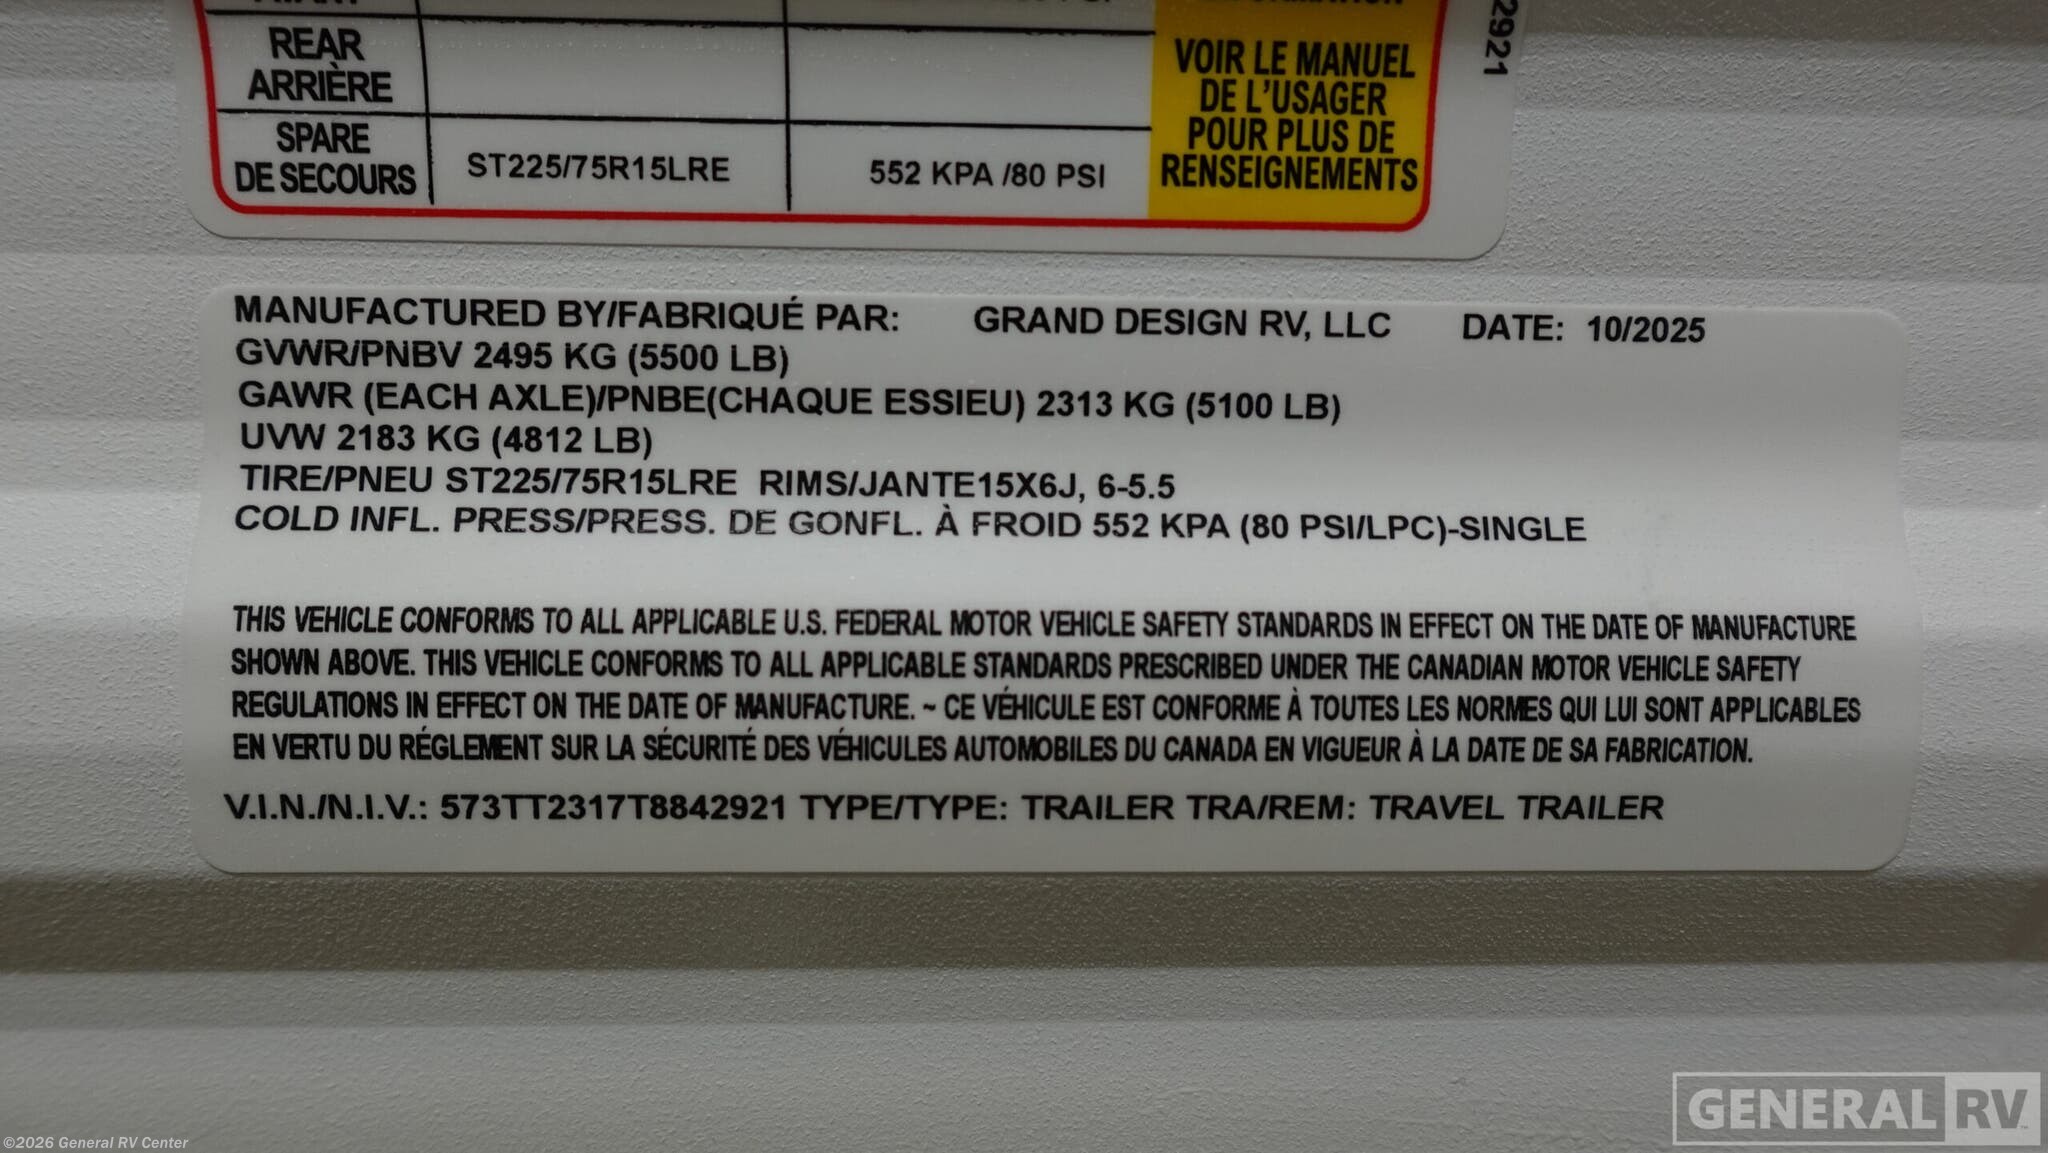 REAR
ARRIÈRE
SPARE
DE SECOURS
ST225/75R15LRE
552 KPA /80 PSI
VOIR LE MANUEL
DE L'USAGER
POUR PLUS DE
RENSEIGNEMENTS
2921
MANUFACTURED BY/FABRIQUÉ PAR: GRAND DESIGN RV, LLC DATE: 10/2025
GVWR/PNBV 2495 KG (5500 LB)
GAWR (EACH AXLE)/PNBE(CHAQUE ESSIEU) 2313 KG (5100 LB)
UVW 2183 KG (4812 LB)
TIRE/PNEU ST225/75R15LRE RIMS/JANTE15X6J, 6-5.5
COLD INFL. PRESS/PRESS. DE GONFL. À FROID 552 KPA (80 PSI/LPC)-SINGLE
THIS VEHICLE CONFORMS TO ALL APPLICABLE U.S. FEDERAL MOTOR VEHICLE SAFETY STANDARDS IN EFFECT ON THE DATE OF MANUFACTURE
SHOWN ABOVE. THIS VEHICLE CONFORMS TO ALL APPLICABLE STANDARDS PRESCRIBED UNDER THE CANADIAN MOTOR VEHICLE SAFETY
REGULATIONS IN EFFECT ON THE DATE OF MANUFACTURE. ~ CE VÉHICULE EST CONFORME À TOUTES LES NORMES QUI LUI SONT APPLICABLES
EN VERTU DU RÉGLEMENT SUR LA SÉCURITÉ DES VÉHICULES AUTOMOBILES DU CANADA EN VIGUEUR À LA DATE DE SA FABRICATION.
V.I.N./N.I.V.: 573TT2317T8842921 TYPE/TYPE: TRAILER TRA/REM: TRAVEL TRAILER
GENERAL RV
©2026 General RV Center